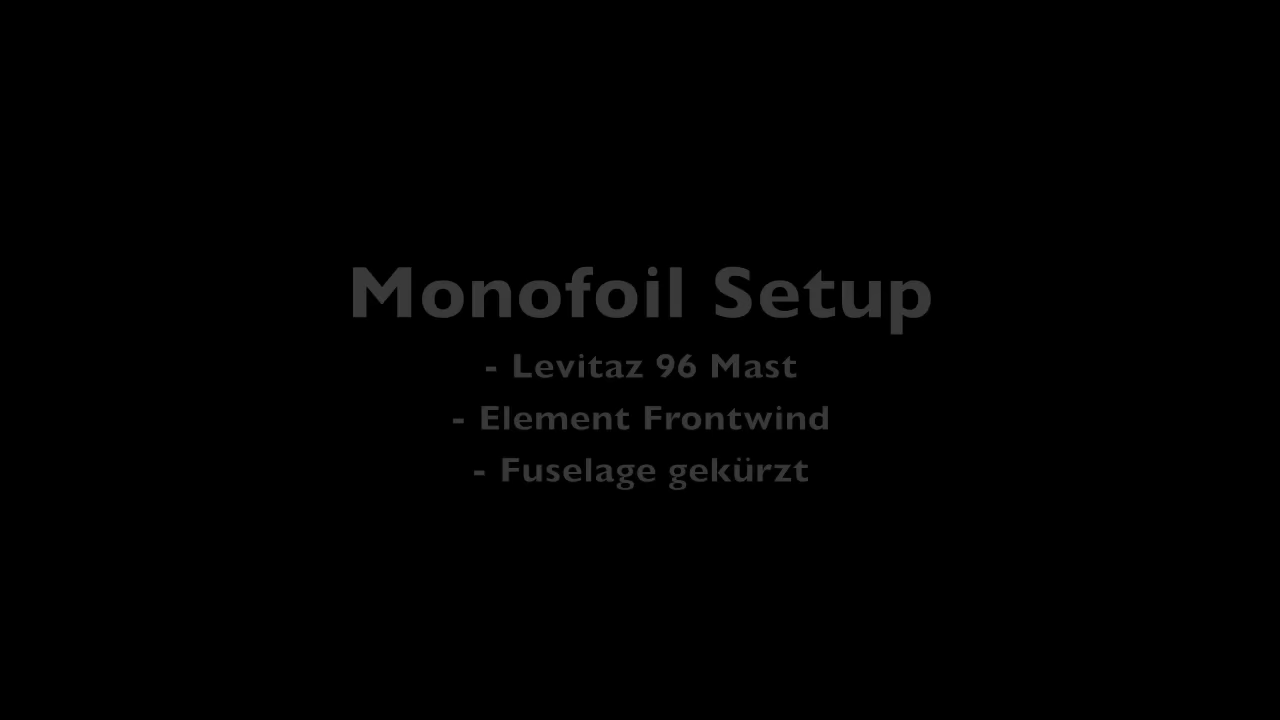 Monofoil Setup
- Levitaz 96 Mast
- Element Frontwind
- Fuselage gekürzt